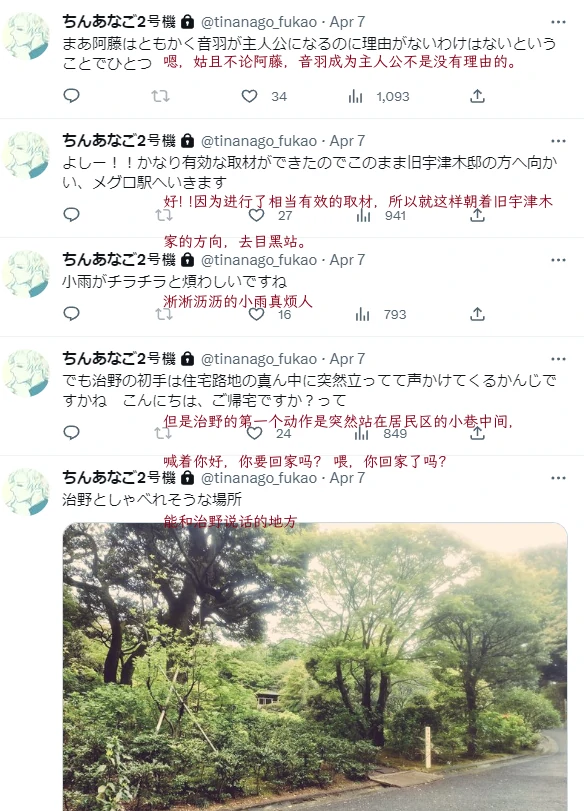 ちんあなご2号機 @tinanago_fukao · Apr 7
まあ阿藤はともかく音羽が主人公になるのに理由がないわけはないという
ことでひとつ
嗯，姑且不论阿藤，音羽成为主人公不是没有理由的。
34 1,093
ちんあなご2号機 @tinanago_fukao · Apr 7
よしー！！かなり有効な取材ができたのでこのまま旧宇津木邸の方へ向か
い、メグロ駅へいきます
好!!因为进行了相当有效的取材，所以就这样朝着旧宇津木
27 941
家的方向，去目黑站。
ちんあなご2号機 @tinanago_fukao · Apr 7
小雨がチラチラと煩わしいですね
淅淅沥沥的小雨真烦人
16 793
ちんあなご2号機 @tinanago_fukao · Apr 7
でも治野の初手は住宅路地の真ん中に突然立ってて声かけてくるかんじで
すかね　こんにちは、ご帰宅ですか？って
但是治野的第一个动作是突然站在居民区的小巷中间，
24 849
喊着你好，你要回家吗？ 喂，你回家了吗？
ちんあなご2号機 @tinanago_fukao · Apr 7
治野としゃべれそうな場所
能和治野说话的地方